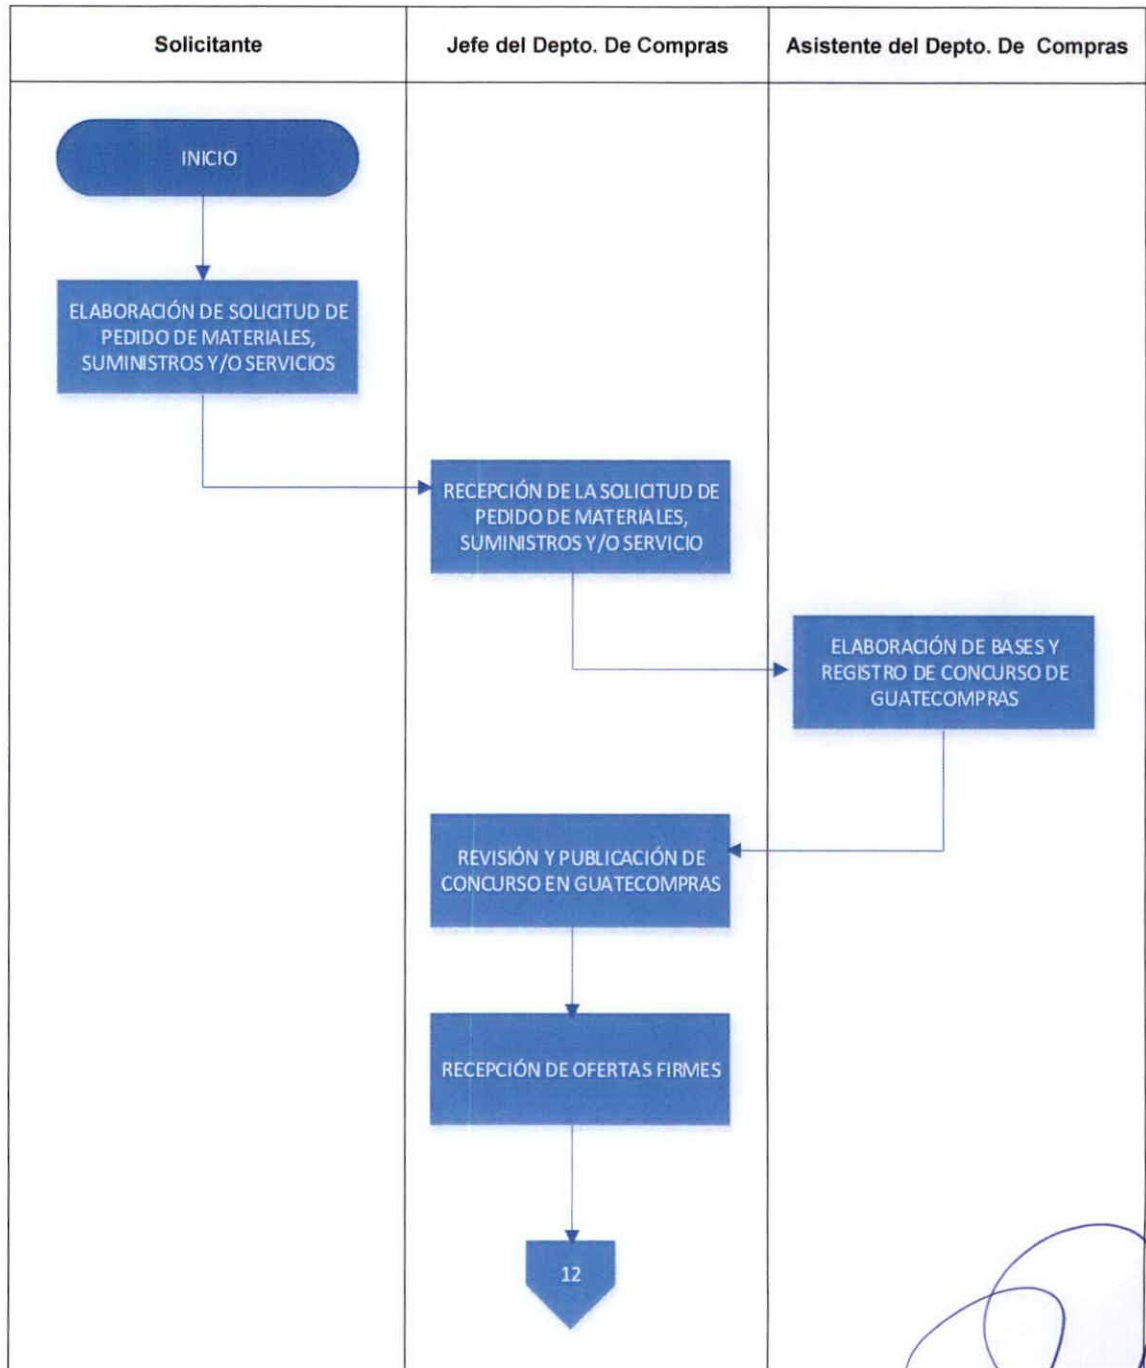 Solicitante
Jefe del Depto. De Compras
Asistente del Depto. De Compras
INICIO
ELABORACIÓN DE SOLICITUD DE
PEDIDO DE MATERIALES,
SUMINISTROS Y/O SERVICIOS
RECEPCIÓN DE LA SOLICITUD DE
PEDIDO DE MATERIALES,
SUMINISTROS Y/O SERVICIO
ELABORACIÓN DE BASES Y
REGISTRO DE CONCURSO DE
GUATECOMPRAS
REVISIÓN Y PUBLICACIÓN DE
CONCURSO EN GUATECOMPRAS
RECEPCIÓN DE OFERTAS FIRMES
12